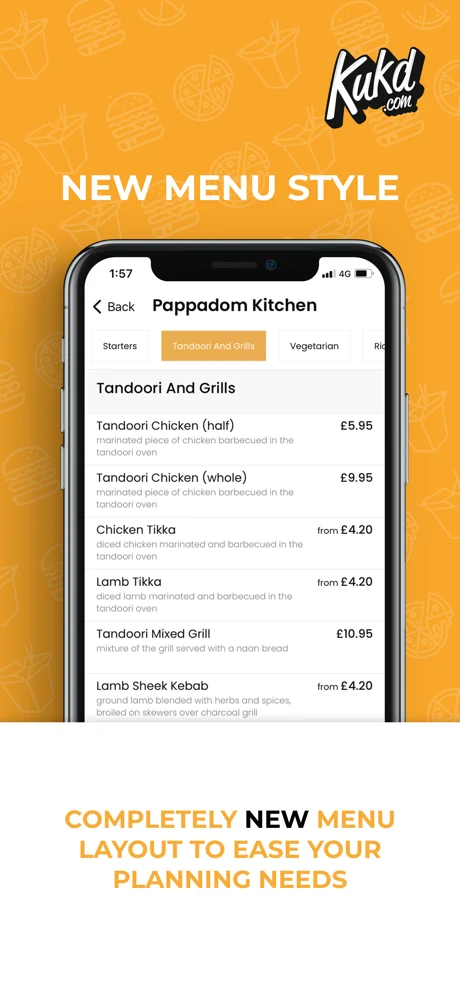 Kukd
.com
NEW MENU STYLE
1:57 4G
Back Pappadom Kitchen
Starters Tandoori And Grills Vegetarian
Tandoori And Grills
Tandoori Chicken (half) £5.95
marinated piece of chicken barbecued in the
tandoori oven
Tandoori Chicken (whole) £9.95
marinated piece of chicken barbecued in the
tandoori oven
Chicken Tikka from £4.20
diced chicken marinated and barbecued in the
tandoori oven
Lamb Tikka from £4.20
diced lamb marinated and barbecued in the
tandoori oven
Tandoori Mixed Grill £10.95
mixture of the grill served with a naan bread
Lamb Sheek Kebab from £4.20
ground lamb blended with herbs and spices,
broiled on skewers over charcoal grill
COMPLETELY NEW MENU
LAYOUT TO EASE YOUR
PLANNING NEEDS